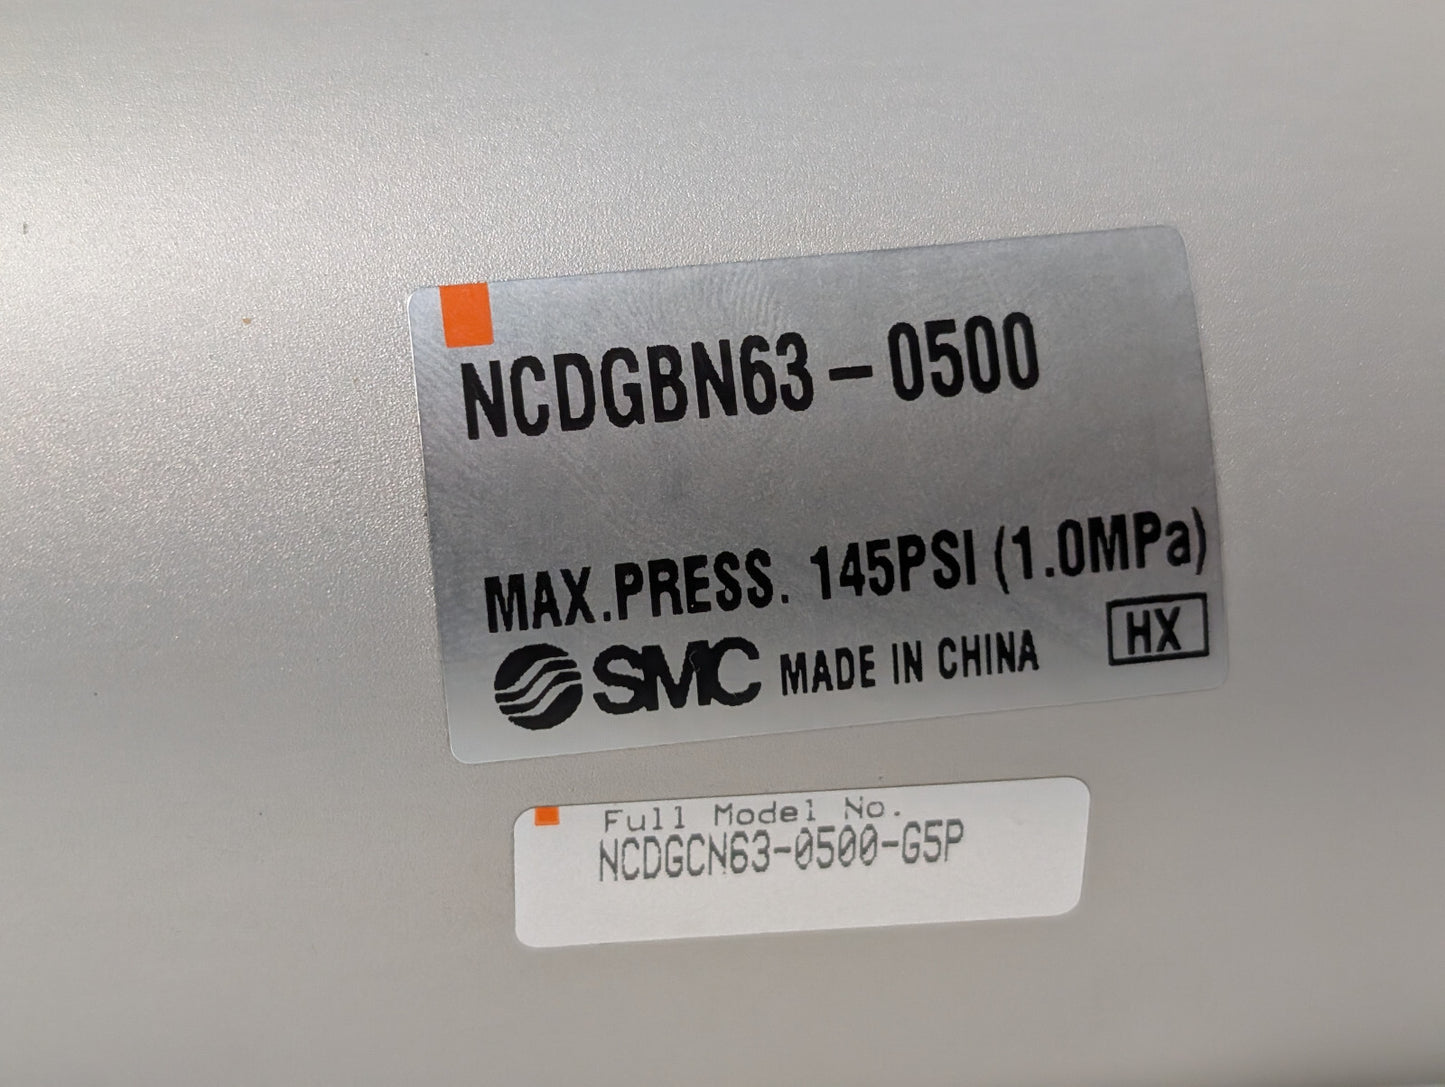 NCDGBN63-0500
MAX.PRESS. 145PSI (1.0MPa)
SMC MADE IN CHINA HX
Full Model No.
NCDGCN63-0500-G5P